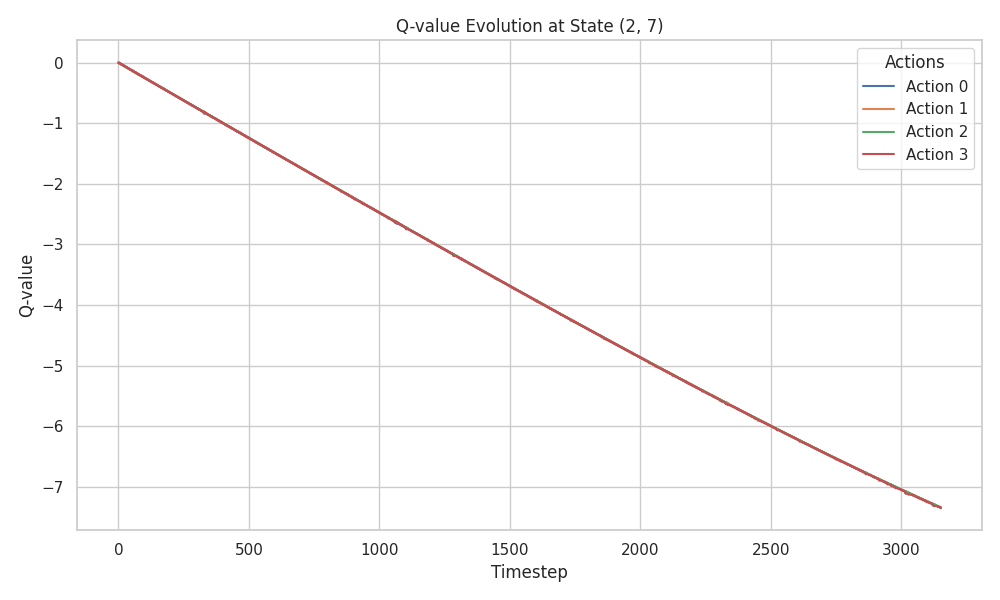 Q-value Evolution at State (2, 7)
Actions
Action 0
Action 1
Action 2
Action 3
Q-value
0
−1
−2
−3
−4
−5
−6
−7
0 500 1000 1500 2000 2500 3000
Timestep